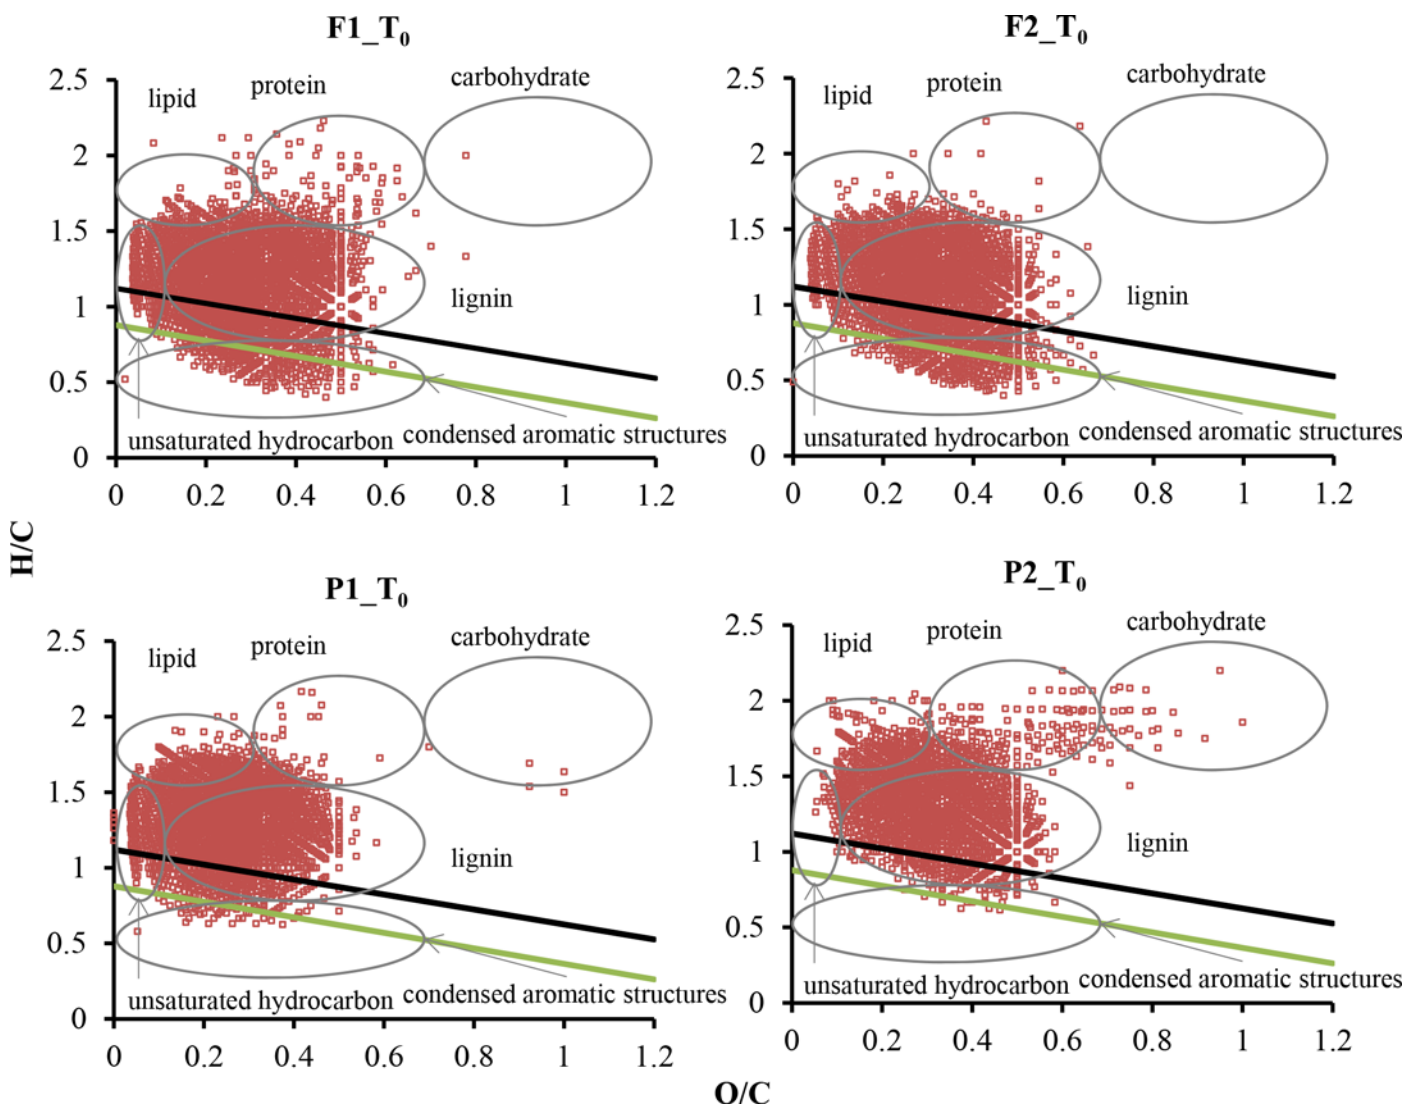 F1_T₀
F2_T₀
2.5
2
1.5
1
0.5
0
0 0.2 0.4 0.6 0.8 1 1.2
lipid
protein
carbohydrate
lignin
unsaturated hydrocarbon
condensed aromatic structures
2.5
2
1.5
1
0.5
0
0 0.2 0.4 0.6 0.8 1 1.2
lipid
protein
carbohydrate
lignin
unsaturated hydrocarbon
condensed aromatic structures
H/C
P1_T₀
P2_T₀
2.5
2
1.5
1
0.5
0
0 0.2 0.4 0.6 0.8 1 1.2
lipid
protein
carbohydrate
lignin
unsaturated hydrocarbon
condensed aromatic structures
2.5
2
1.5
1
0.5
0
0 0.2 0.4 0.6 0.8 1 1.2
lipid
protein
carbohydrate
lignin
unsaturated hydrocarbon
condensed aromatic structures
O/C